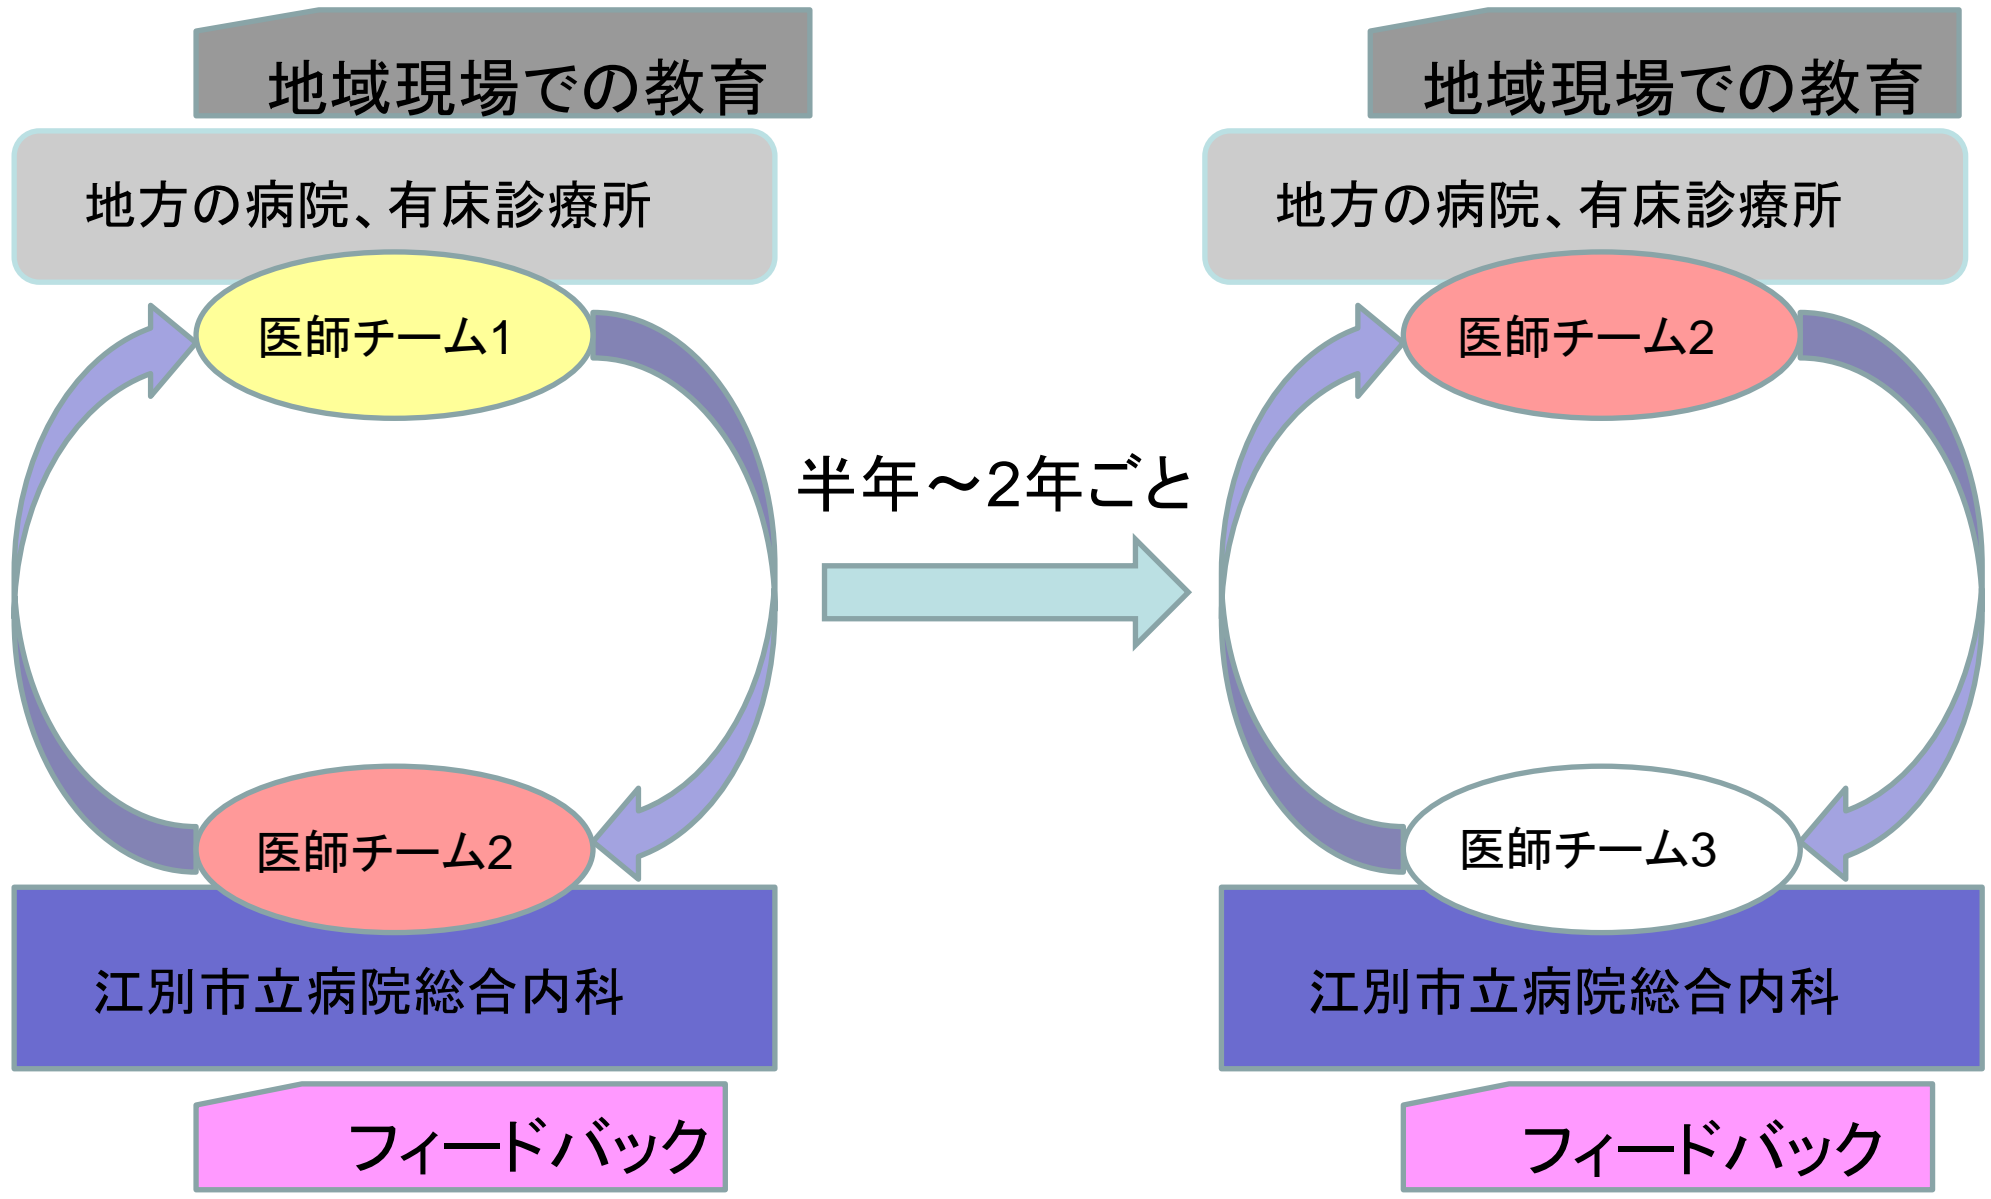 地域現場での教育
地方の病院、有床診療所
医師チーム1
医師チーム2
江別市立病院総合内科
フィードバック
半年～2年ごと
地域現場での教育
地方の病院、有床診療所
医師チーム2
医師チーム3
江別市立病院総合内科
フィードバック